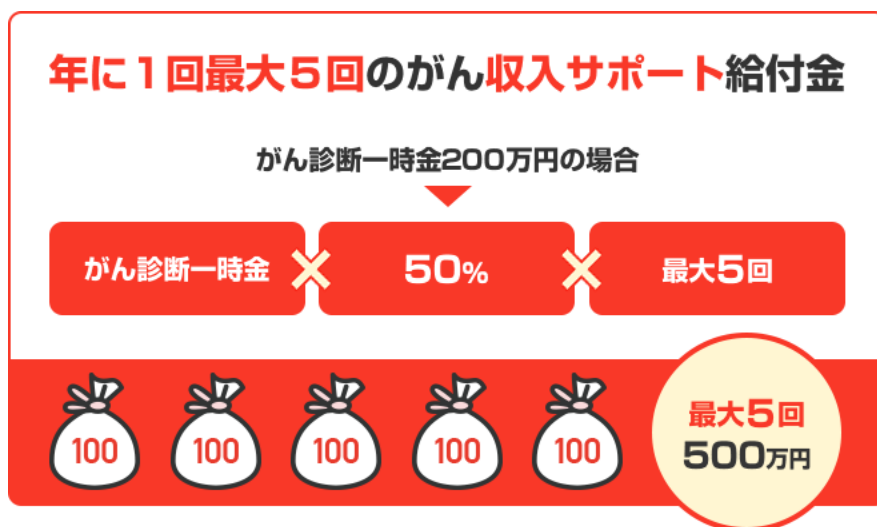 年に1回最大5回のがん収入サポート給付金
がん診断一時金200万円の場合
がん診断一時金 × 50% × 最大5回
100 100 100 100 100
最大5回
500万円